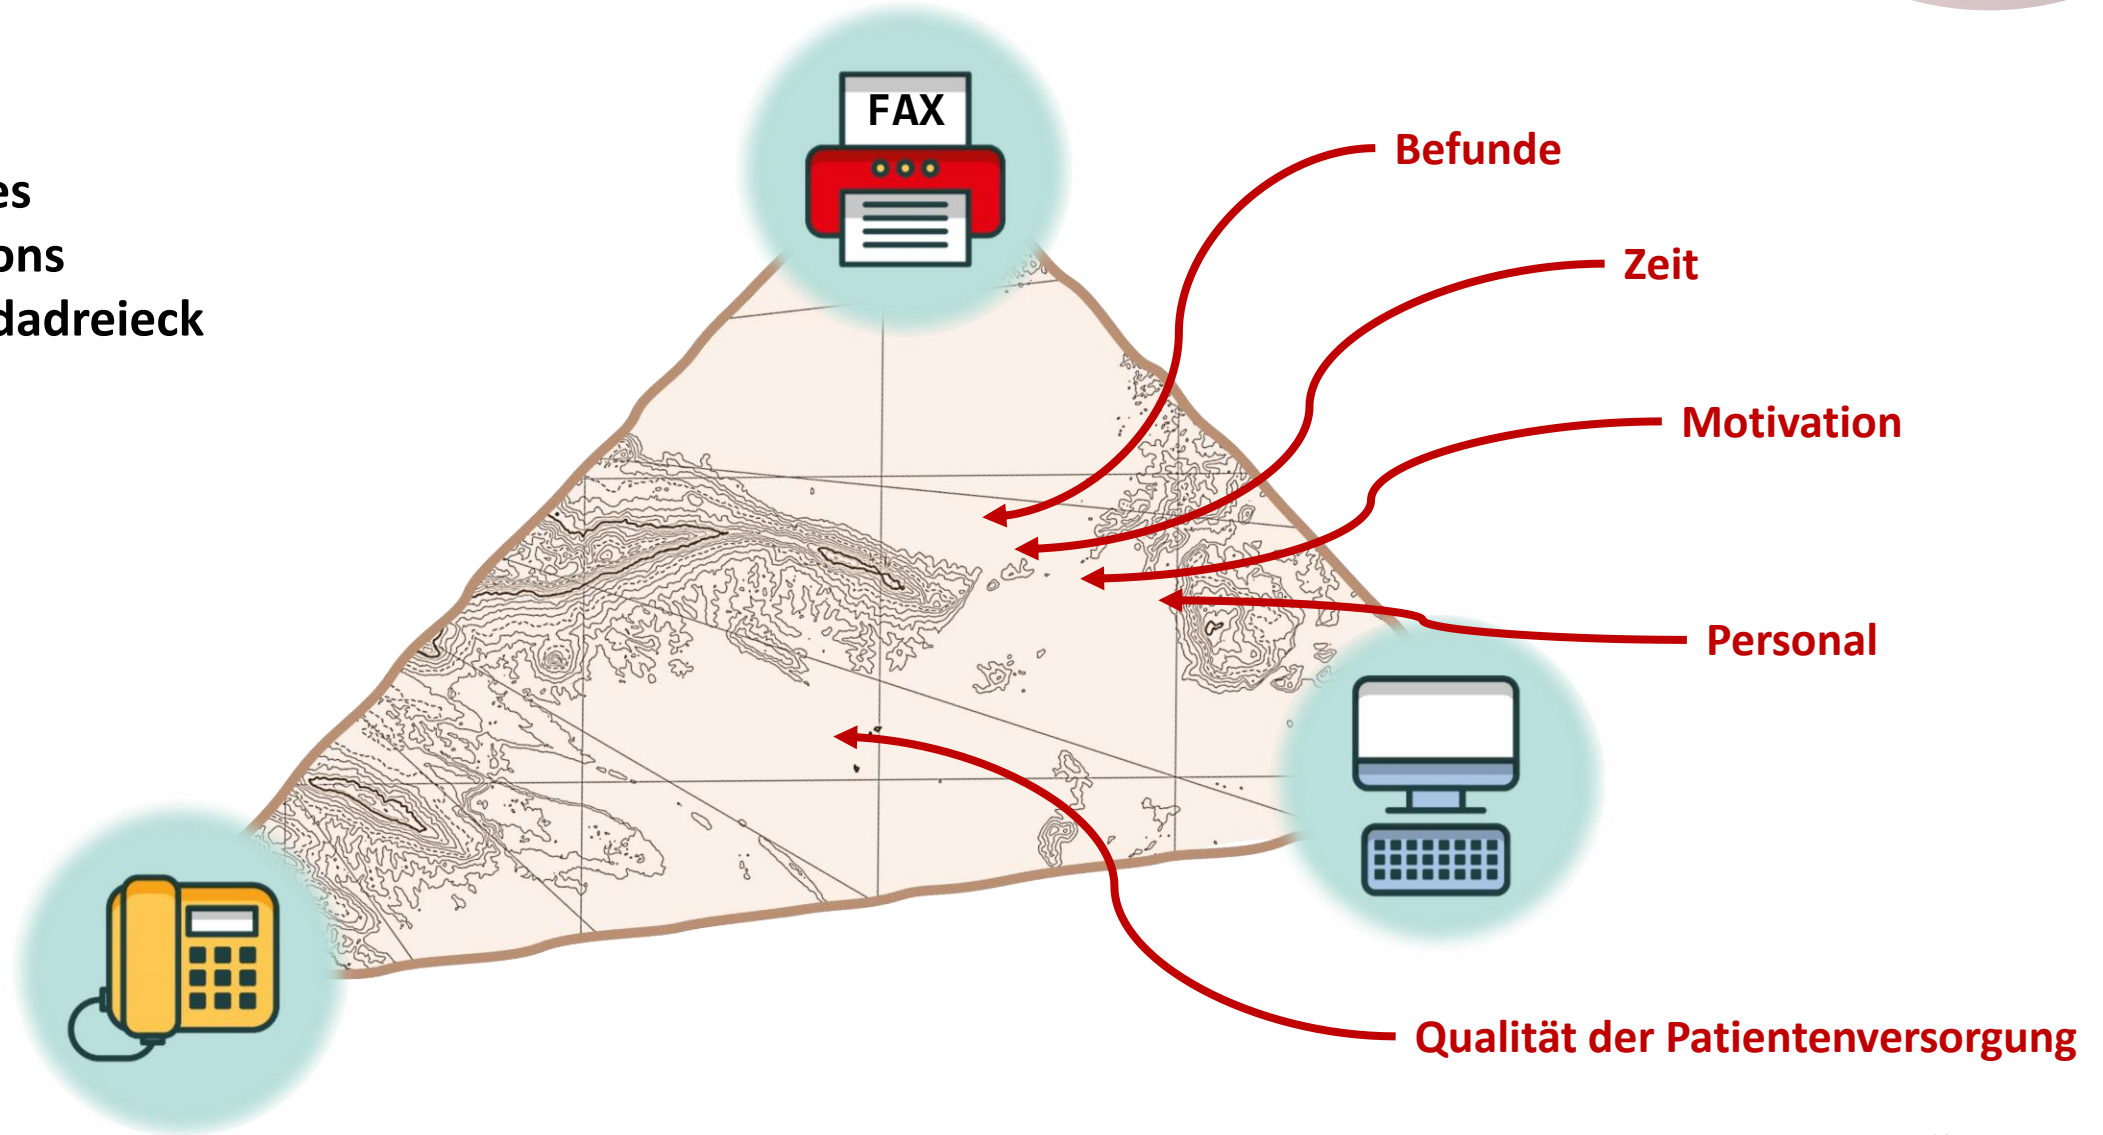 es
ons
dadreieck
FAX
Befunde
Zeit
Motivation
Personal
Qualität der Patientenversorgung